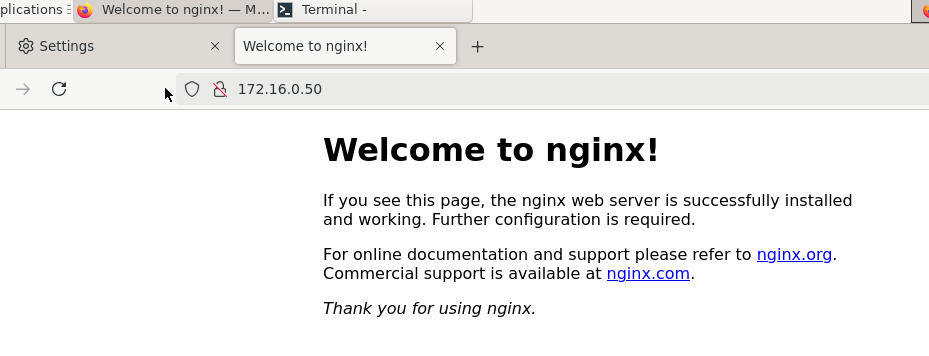 plications
Welcome to nginx! — M...
Terminal -
Settings
Welcome to nginx!
172.16.0.50
Welcome to nginx!
If you see this page, the nginx web server is successfully installed
and working. Further configuration is required.
For online documentation and support please refer to nginx.org.
Commercial support is available at nginx.com.
Thank you for using nginx.